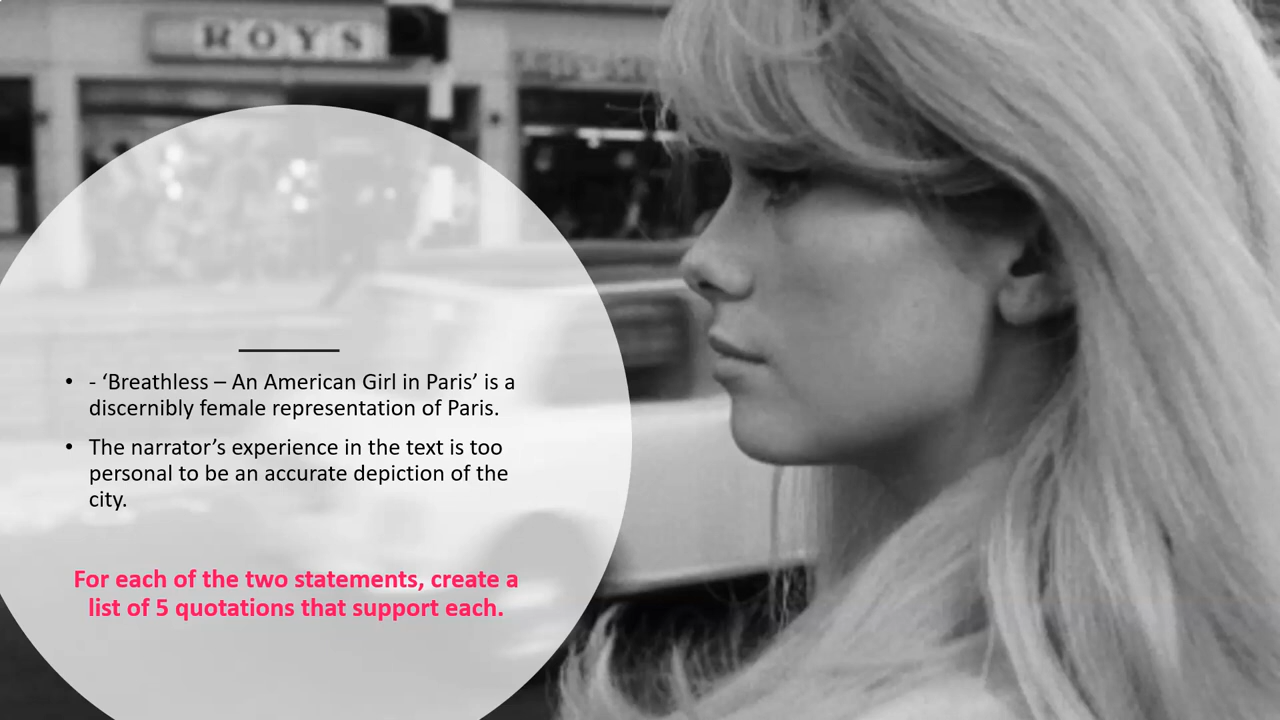 ROYS
• - ‘Breathless – An American Girl in Paris’ is a
discernibly female representation of Paris.
• The narrator’s experience in the text is too
personal to be an accurate depiction of the
city.
For each of the two statements, create a
list of 5 quotations that support each.